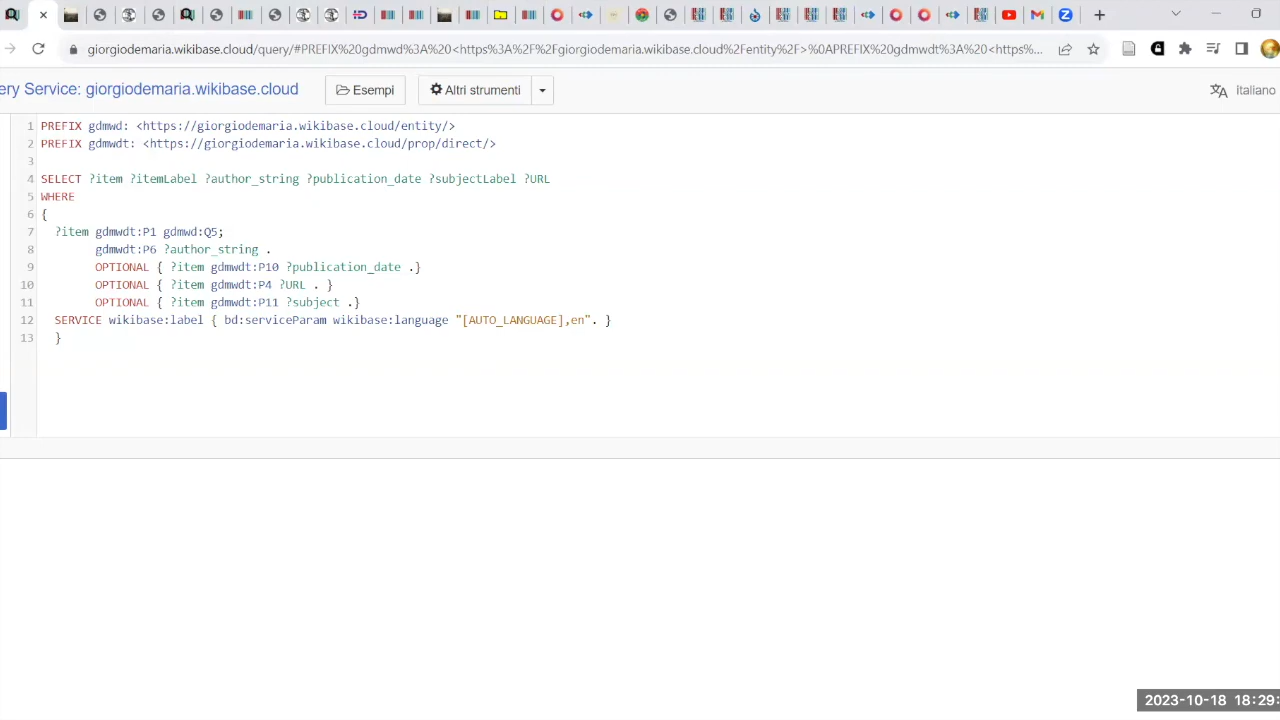 giorgiodemaria.wikibase.cloud/query/#PREFIX%20gdmwd%3A%20<https%3A%2F%2Fgiorgiodemaria.wikibase.cloud%2Fentity%2F>%0APREFIX%20gdmwdt%3A%20<https%...
ery Service: giorgiodemaria.wikibase.cloud
Esempi
Altri strumenti
italiano
1 PREFIX gdmwd: <https://giorgiodemaria.wikibase.cloud/entity/>
2 PREFIX gdmwdt: <https://giorgiodemaria.wikibase.cloud/prop/direct/>
3
4 SELECT ?item ?itemLabel ?author_string ?publication_date ?subjectLabel ?URL
5 WHERE
6 {
7 ?item gdmwdt:P1 gdmwd:Q5;
8 gdmwdt:P6 ?author_string .
9 OPTIONAL { ?item gdmwdt:P10 ?publication_date .}
10 OPTIONAL { ?item gdmwdt:P4 ?URL . }
11 OPTIONAL { ?item gdmwdt:P11 ?subject .}
12 SERVICE wikibase:label { bd:serviceParam wikibase:language "[AUTO_LANGUAGE],en". }
13 }
2023-10-18 18:29: